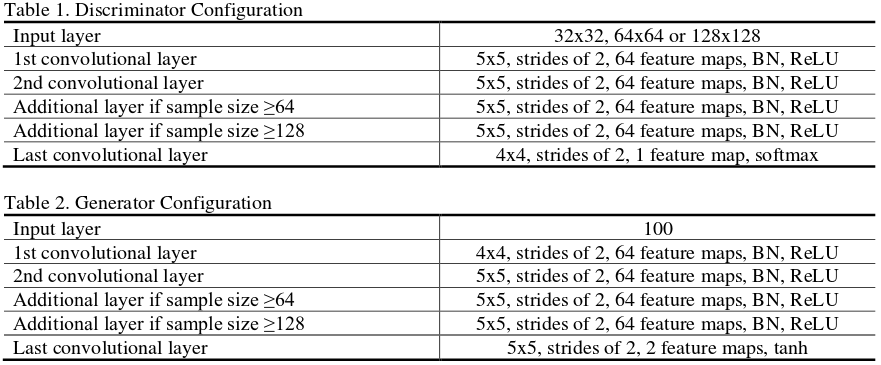 Table 1. Discriminator Configuration
Input layer 32x32, 64x64 or 128x128
1st convolutional layer 5x5, strides of 2, 64 feature maps, BN, ReLU
2nd convolutional layer 5x5, strides of 2, 64 feature maps, BN, ReLU
Additional layer if sample size ≥64 5x5, strides of 2, 64 feature maps, BN, ReLU
Additional layer if sample size ≥128 5x5, strides of 2, 64 feature maps, BN, ReLU
Last convolutional layer 4x4, strides of 2, 1 feature map, softmax
Table 2. Generator Configuration
Input layer 100
1st convolutional layer 4x4, strides of 2, 64 feature maps, BN, ReLU
2nd convolutional layer 5x5, strides of 2, 64 feature maps, BN, ReLU
Additional layer if sample size ≥64 5x5, strides of 2, 64 feature maps, BN, ReLU
Additional layer if sample size ≥128 5x5, strides of 2, 64 feature maps, BN, ReLU
Last convolutional layer 5x5, strides of 2, 2 feature maps, tanh